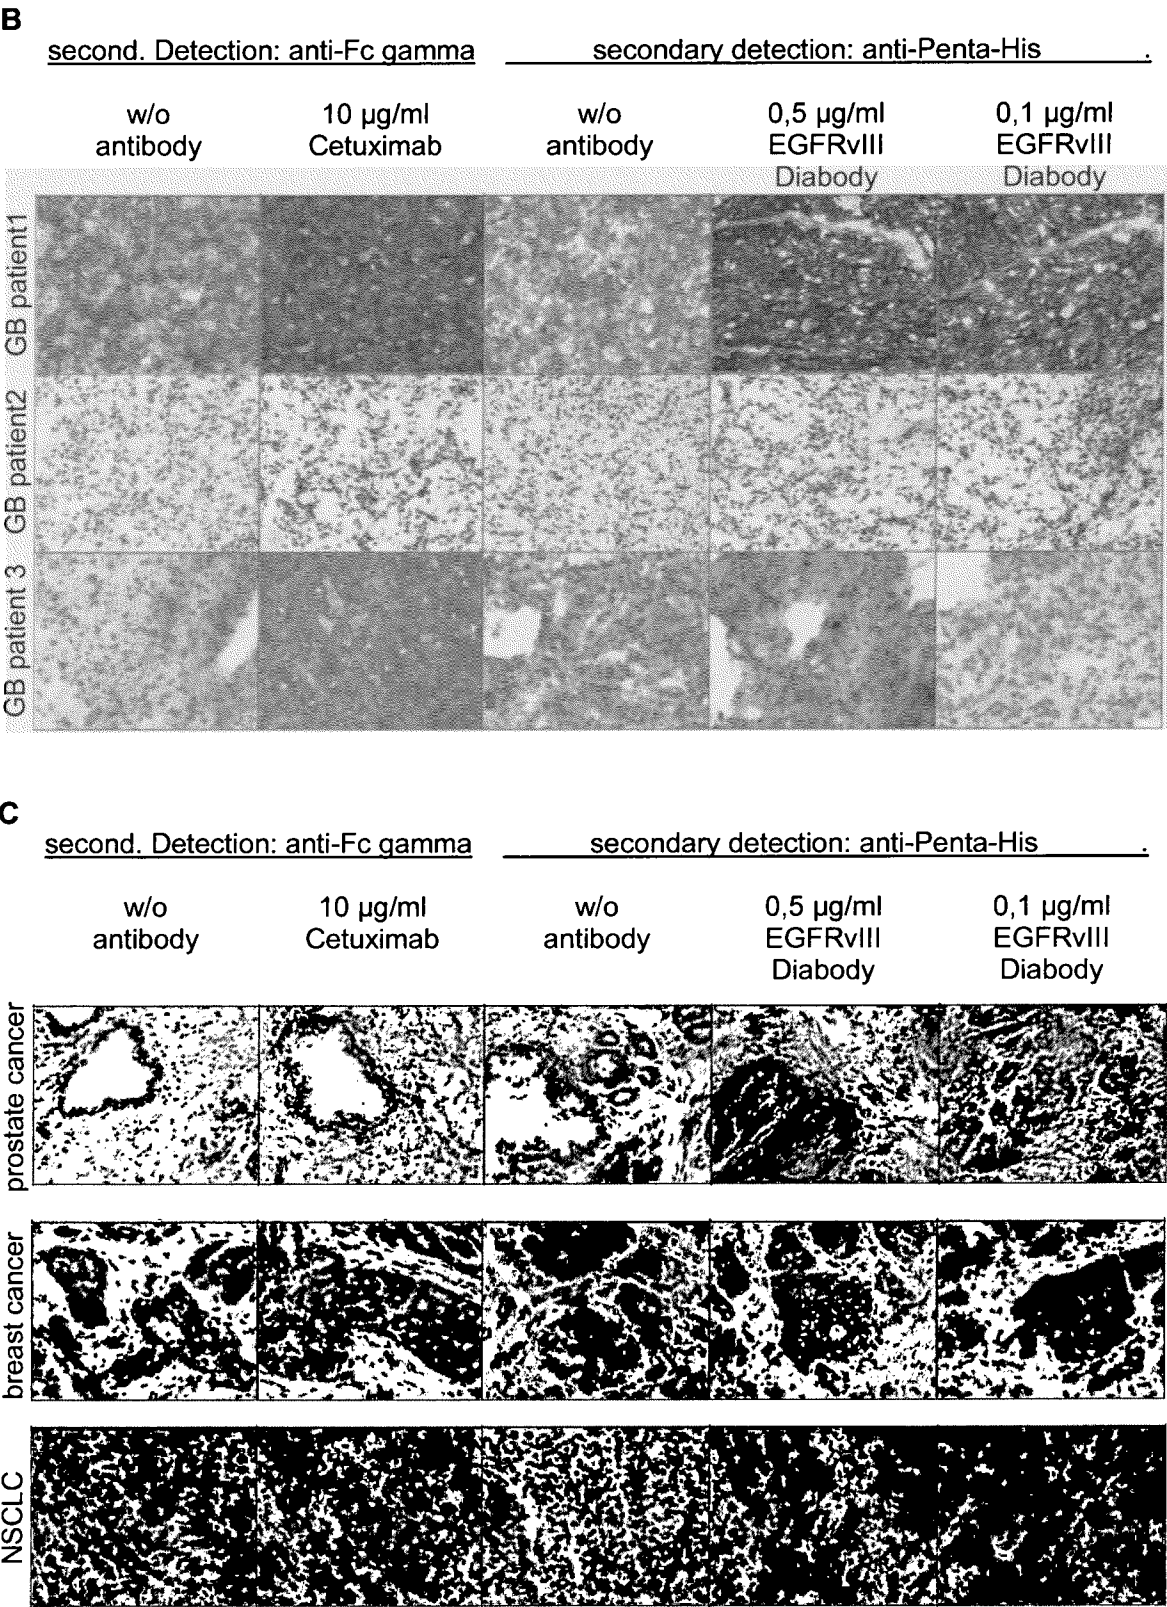 B
second. Detection: anti-Fc gamma
secondary detection: anti-Penta-His .
w/o
antibody
10 µg/ml
Cetuximab
w/o
antibody
0,5 µg/ml
EGFRvIII
Diabody
0,1 µg/ml
EGFRvIII
Diabody
GB patient1
GB patient2
GB patient 3
C
second. Detection: anti-Fc gamma
secondary detection: anti-Penta-His .
w/o
antibody
10 µg/ml
Cetuximab
w/o
antibody
0,5 µg/ml
EGFRvIII
Diabody
0,1 µg/ml
EGFRvIII
Diabody
prostate cancer
breast cancer
NSCLC